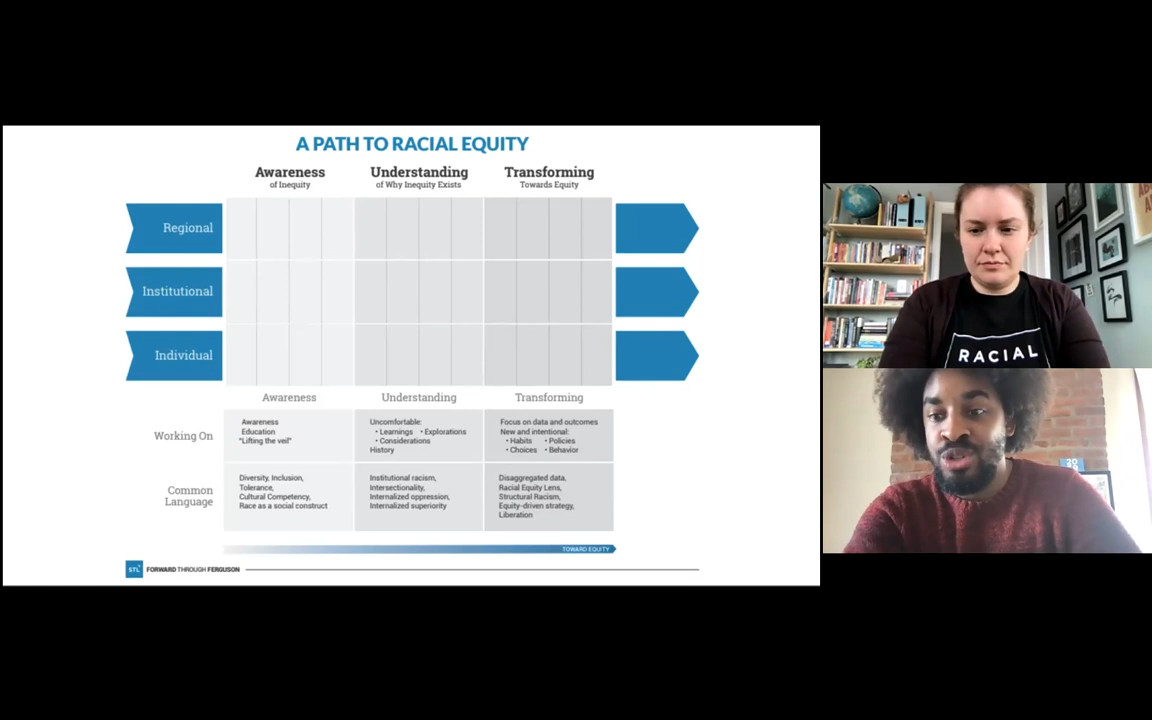 A PATH TO RACIAL EQUITY
Awareness
of Inequity
Understanding
of Why Inequity Exists
Transforming
Towards Equity
Regional
Institutional
Individual
Awareness
Understanding
Transforming
Working On
Awareness
Education
"Lifting the veil"
Uncomfortable:
• Learnings • Explorations
• Considerations
History
Focus on data and outcomes
New and intentional:
• Habits • Policies
• Choices • Behavior
Common
Language
Diversity, Inclusion,
Tolerance,
Cultural Competency,
Race as a social construct
Institutional racism,
Intersectionality,
Internalized oppression,
Internalized superiority
Disaggregated data,
Racial Equity Lens,
Structural Racism,
Equity-driven strategy,
Liberation
TOWARD EQUITY
STL
FORWARD THROUGH FERGUSON
RACIAL